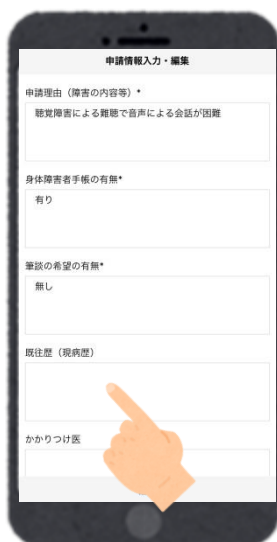 申請情報入力・編集
申請理由（障害の内容等）*
聴覚障害による難聴で音声による会話が困難
身体障害者手帳の有無*
有り
筆談の希望の有無*
無し
既往歴（現病歴）
かかりつけ医